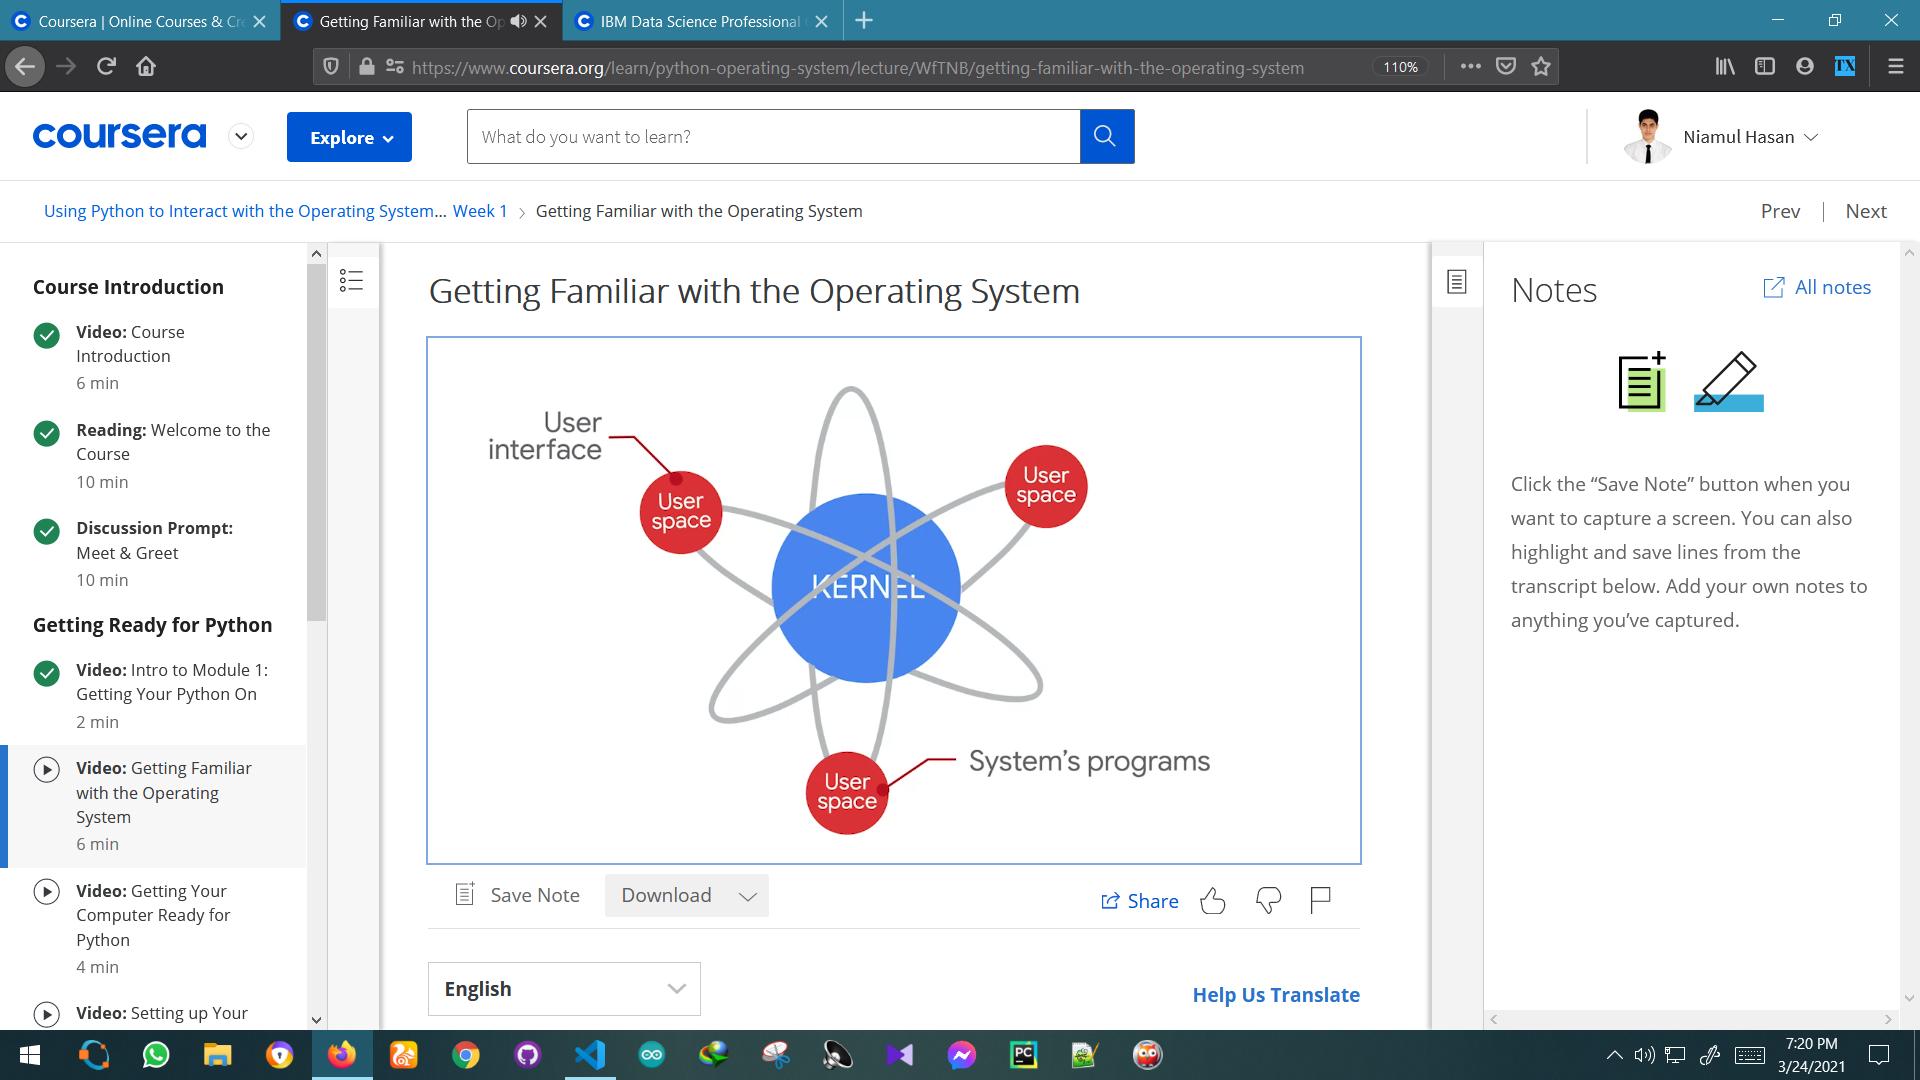 Coursera | Online Courses & Cre
Getting Familiar with the Op
IBM Data Science Professional
https://www.coursera.org/learn/python-operating-system/lecture/WfTNB/getting-familiar-with-the-operating-system
110%
TX
coursera
Explore
What do you want to learn?
Niamul Hasan
Using Python to Interact with the Operating System... Week 1 > Getting Familiar with the Operating System
Prev | Next
Course Introduction
Video: Course
Introduction
6 min
Reading: Welcome to the
Course
10 min
Discussion Prompt:
Meet & Greet
10 min
Getting Ready for Python
Video: Intro to Module 1:
Getting Your Python On
2 min
Video: Getting Familiar
with the Operating
System
6 min
Video: Getting Your
Computer Ready for
Python
4 min
Video: Setting up Your
Getting Familiar with the Operating System
User
interface
User
space
User
space
KERNEL
User
space
System's programs
Save Note
Download
Share
English
Help Us Translate
Notes
All notes
Click the “Save Note” button when you
want to capture a screen. You can also
highlight and save lines from the
transcript below. Add your own notes to
anything you’ve captured.
PC
7:20 PM
3/24/2021